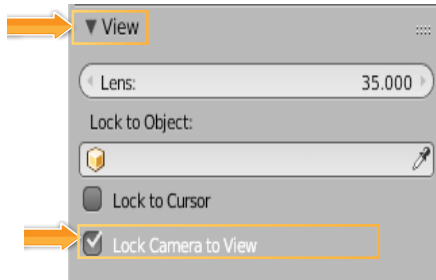 View
Lens: 35.000
Lock to Object:
Lock to Cursor
Lock Camera to View